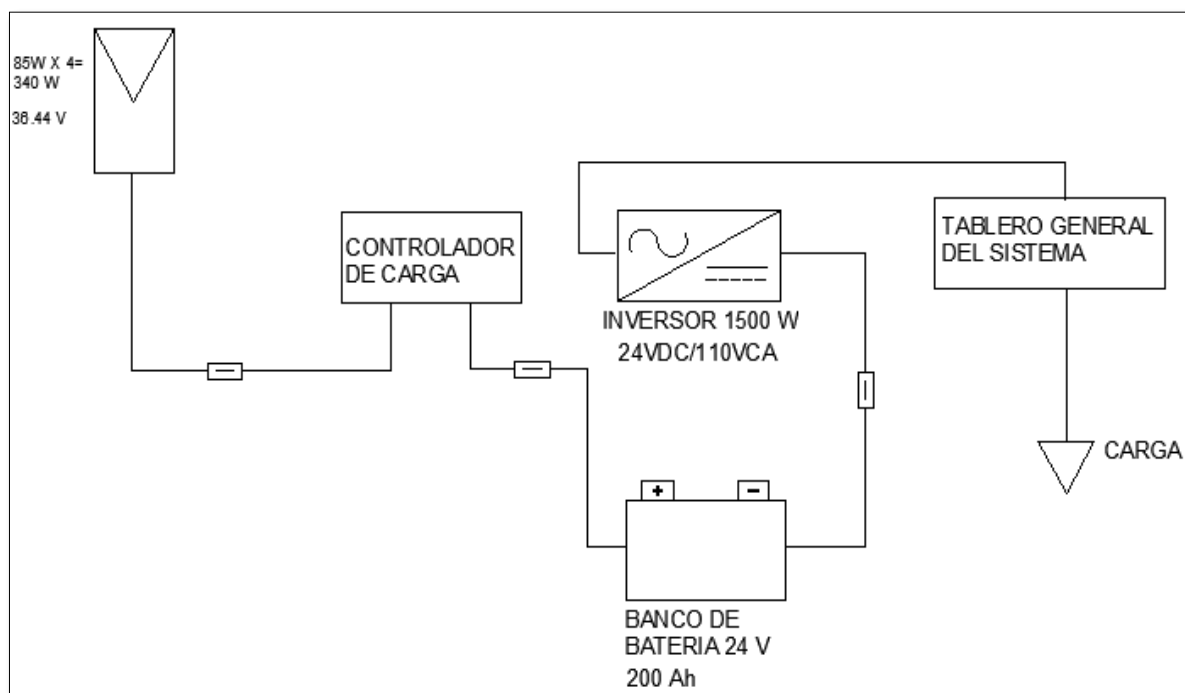 85W X 4=
340 W
36.44 V
CONTROLADOR
DE CARGA
INVERSOR 1500 W
24VDC/110VCA
TABLERO GENERAL
DEL SISTEMA
CARGA
+ -
BANCO DE
BATERIA 24 V
200 Ah